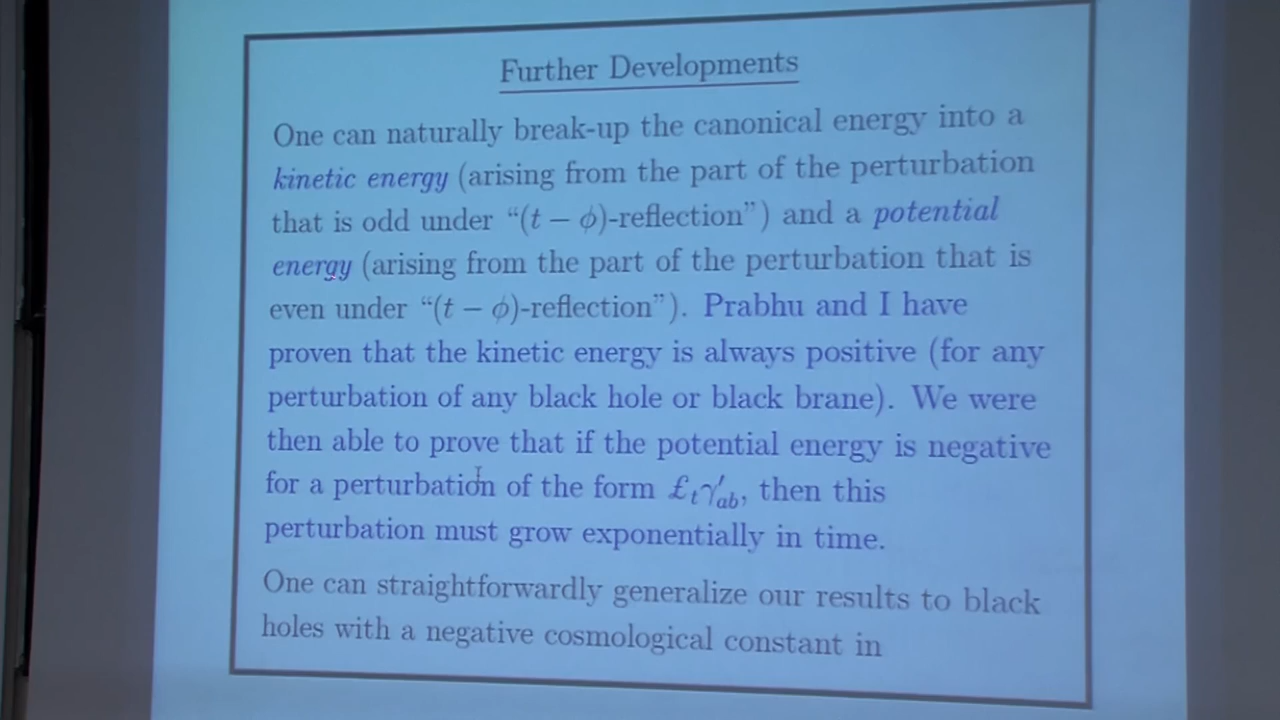 Further Developments
One can naturally break-up the canonical energy into a
kinetic energy (arising from the part of the perturbation
that is odd under “(t − ϕ)-reflection”) and a potential
energy (arising from the part of the perturbation that is
even under “(t − ϕ)-reflection”). Prabhu and I have
proven that the kinetic energy is always positive (for any
perturbation of any black hole or black brane). We were
then able to prove that if the potential energy is negative
for a perturbation of the form £ₜγ′ₐb, then this
perturbation must grow exponentially in time.
One can straightforwardly generalize our results to black
holes with a negative cosmological constant in